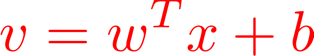 v = w^T x + b